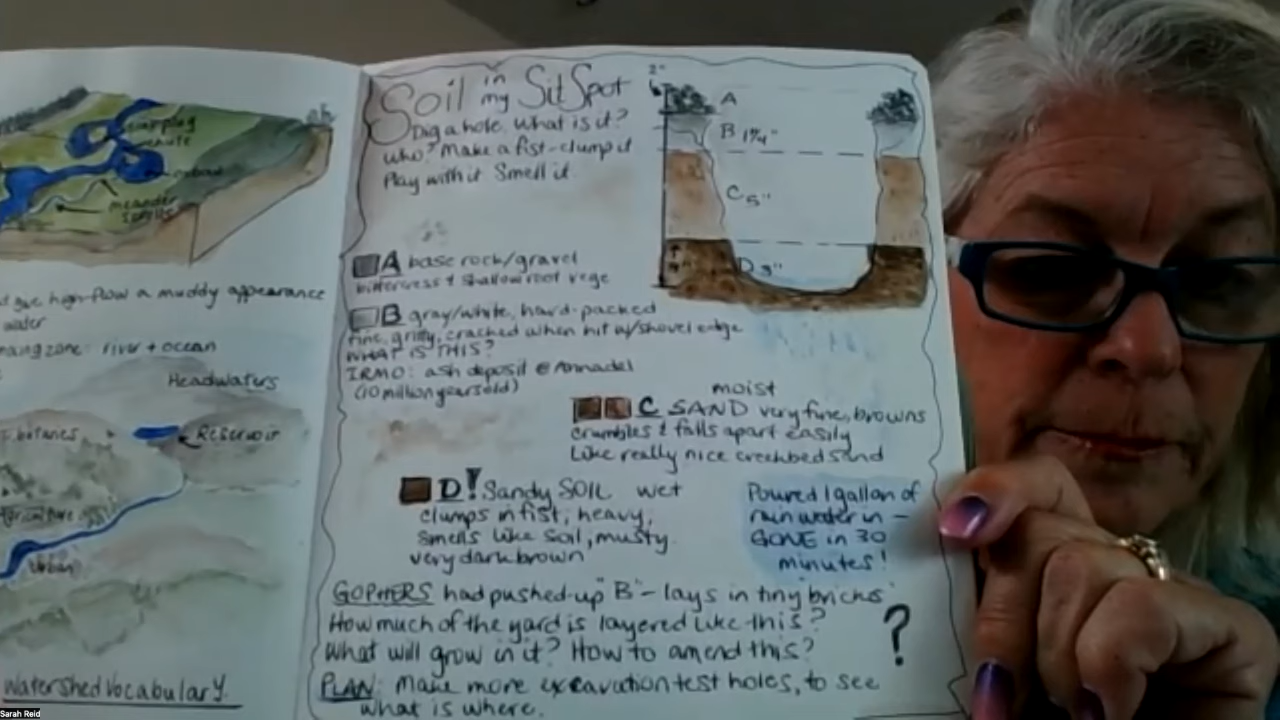 meander
scrolls
give high-flow a muddy appearance
water
zone: river + ocean
Headwaters
Reservoir
Agriculture
Urban
Watershed Vocabulary
Soil in my Sit Spot
Dig a hole. What is it?
Who? Make a fist-clump it
Play with it Smell it
2"
A
B 1 3/4"
C 5"
D 3"
A base rock/gravel
bittercress & shallow root vege
B gray/white, hard-packed
fine, gritty, cracked when hit w/shovel edge
WHAT IS THIS?
IRMO: ash deposit @ Annadel
(10 million years old)
moist
C SAND very fine, browns
crumbles & falls apart easily
Like really nice creekbed sand
D! Sandy SOIL wet
clumps in fist, heavy,
smells like soil, musty
very dark brown
Poured 1 gallon of
rain water in –
GONE in 30
minutes!
GOPHERS had pushed-up "B" – lays in tiny bricks
How much of the yard is layered like this?
What will grow in it? How to amend this?
?
PLAN: Make more excavation test holes, to see
what is where.
Sarah Reid